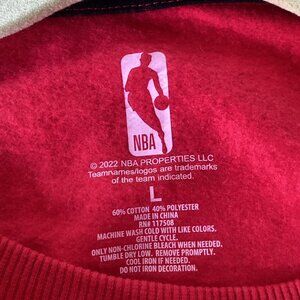 NBA
© 2022 NBA PROPERTIES LLC
Teamnames/logos are trademarks
of the team indicated.
L
60% COTTON 40% POLYESTER
MADE IN CHINA
RN# 117508
MACHINE WASH COLD WITH LIKE COLORS.
GENTLE CYCLE.
ONLY NON-CHLORINE BLEACH WHEN NEEDED.
TUMBLE DRY LOW. REMOVE PROMPTLY.
COOL IRON IF NEEDED.
DO NOT IRON DECORATION.